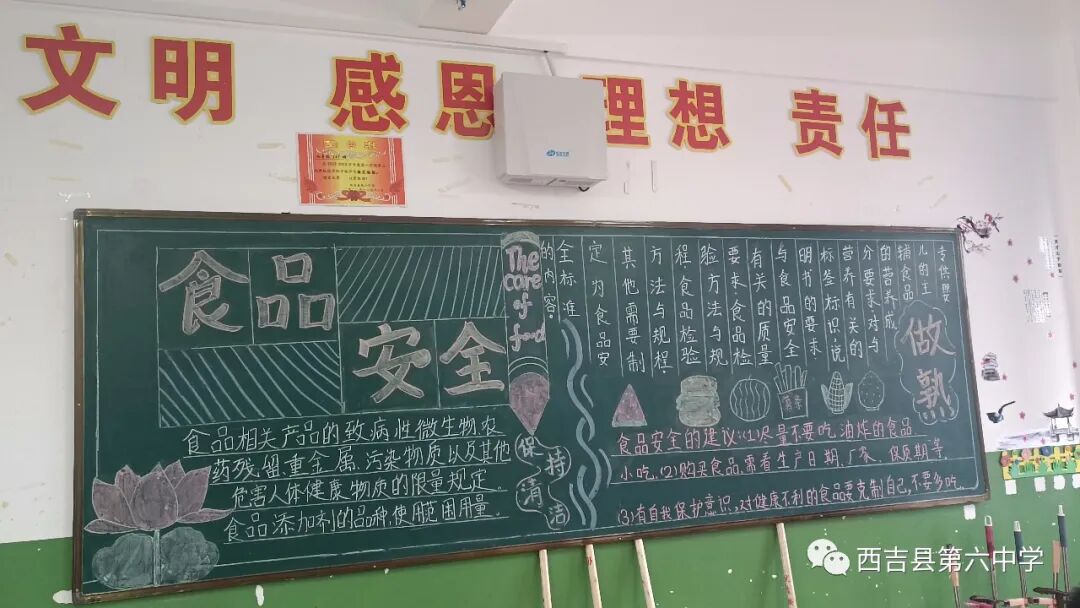 文明 感恩 理想 责任
食品
安全
The
care
of
food
食品相关产品的致病性微生物.农
药残留重金属.污染物质以及其他
危害人体健康物质的限量规定.
食品添加剂的品种,使用范围用量.
保持
清洁
专供婴
儿的主
辅食品
的营养成
分要求对与
营养有关的
标签标识,说
明书的要求.
与食品安全
有关的质量
要求.食品检
验方法与规
程.食品检验
方法与规程.
其他需要制
定为食品安
全标准
的内容.
做熟
薯条
食品安全的建议:(1)尽量不要吃油炸的食品
小吃.(2)购买食品,需看生产日期,厂家,保质期等.
(3)有自我保护意识,对健康不利的食品要克制自己,不要多吃.
西吉县第六中学